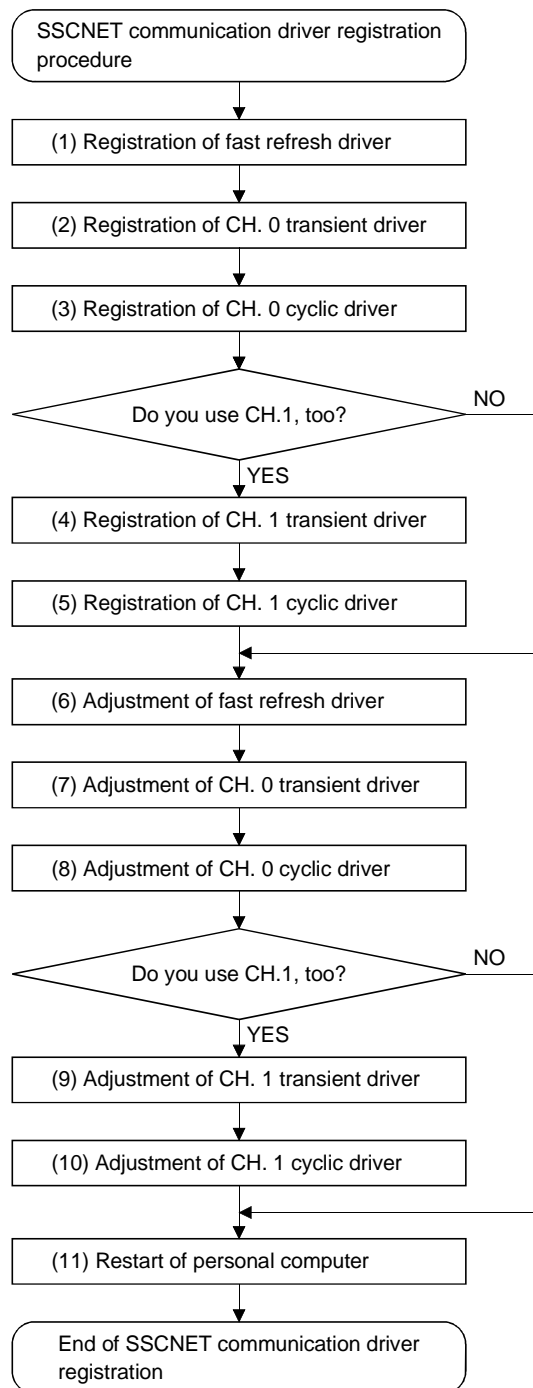 SSCNET communication driver registration
procedure
(1) Registration of fast refresh driver
(2) Registration of CH. 0 transient driver
(3) Registration of CH. 0 cyclic driver
Do you use CH.1, too?
NO
YES
(4) Registration of CH. 1 transient driver
(5) Registration of CH. 1 cyclic driver
(6) Adjustment of fast refresh driver
(7) Adjustment of CH. 0 transient driver
(8) Adjustment of CH. 0 cyclic driver
Do you use CH.1, too?
NO
YES
(9) Adjustment of CH. 1 transient driver
(10) Adjustment of CH. 1 cyclic driver
(11) Restart of personal computer
End of SSCNET communication driver
registration